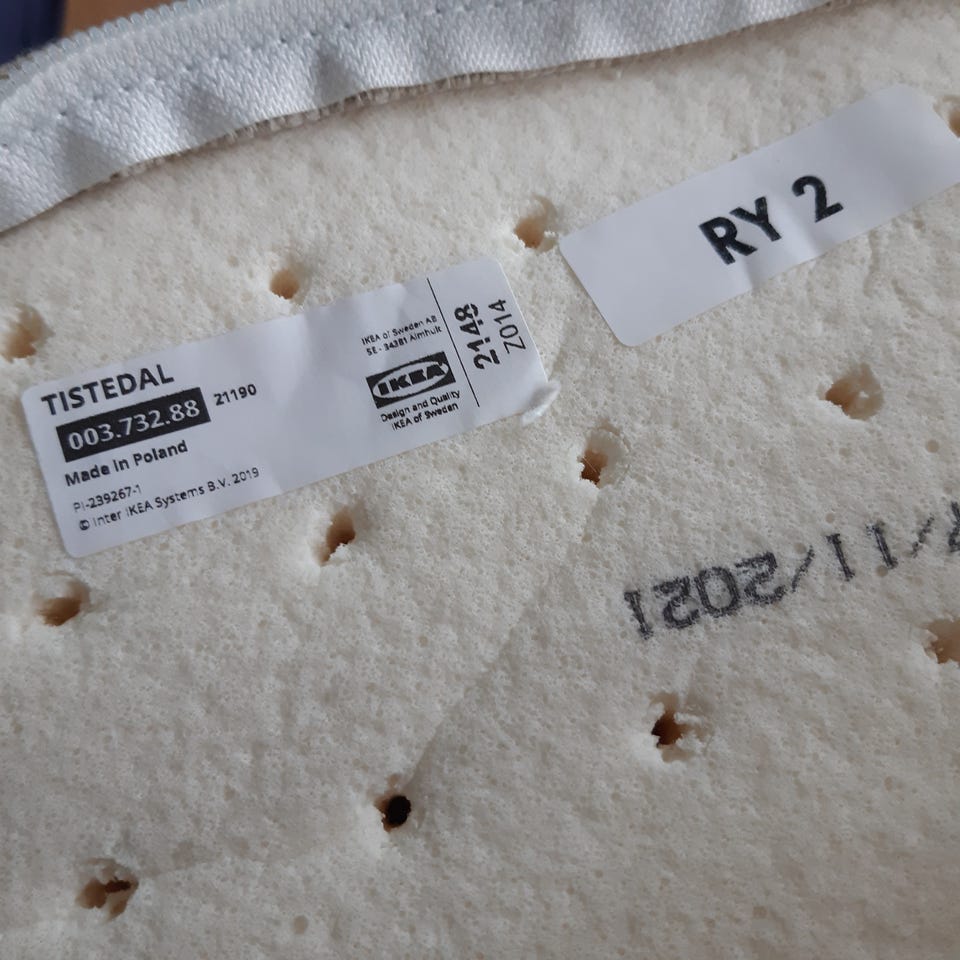 TISTEDAL
003.732.88 21190
Made in Poland
PI-239267-1
© Inter IKEA Systems B.V. 2019
IKEA of Sweden AB
SE - 34381 Älmhult
IKEA
Design and Quality
IKEA of Sweden
2148
Z014
RY 2
/11/2021